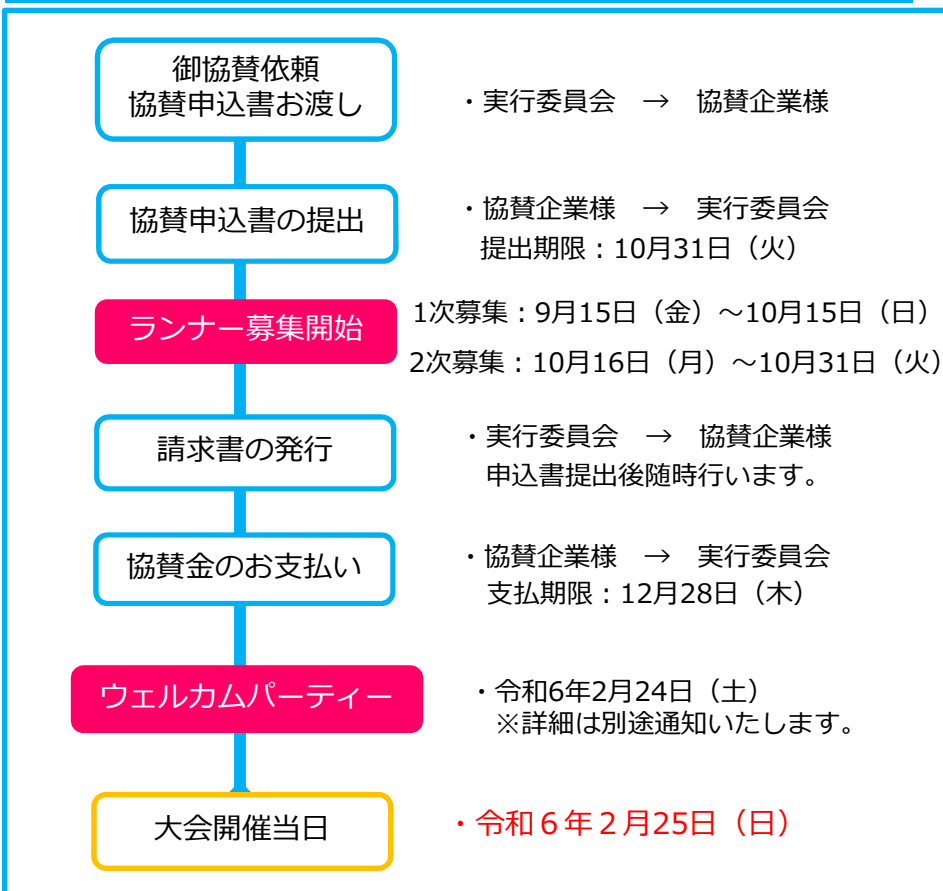 御協賛依頼
協賛申込書お渡し
・実行委員会　→　協賛企業様
協賛申込書の提出
・協賛企業様　→　実行委員会
提出期限：10月31日（火）
ランナー募集開始
1次募集：9月15日（金）～10月15日（日）
2次募集：10月16日（月）～10月31日（火）
請求書の発行
・実行委員会　→　協賛企業様
申込書提出後随時行います。
協賛金のお支払い
・協賛企業様　→　実行委員会
支払期限：12月28日（木）
ウェルカムパーティー
・令和6年2月24日（土）
※詳細は別途通知いたします。
大会開催当日
・令和６年２月25日（日）